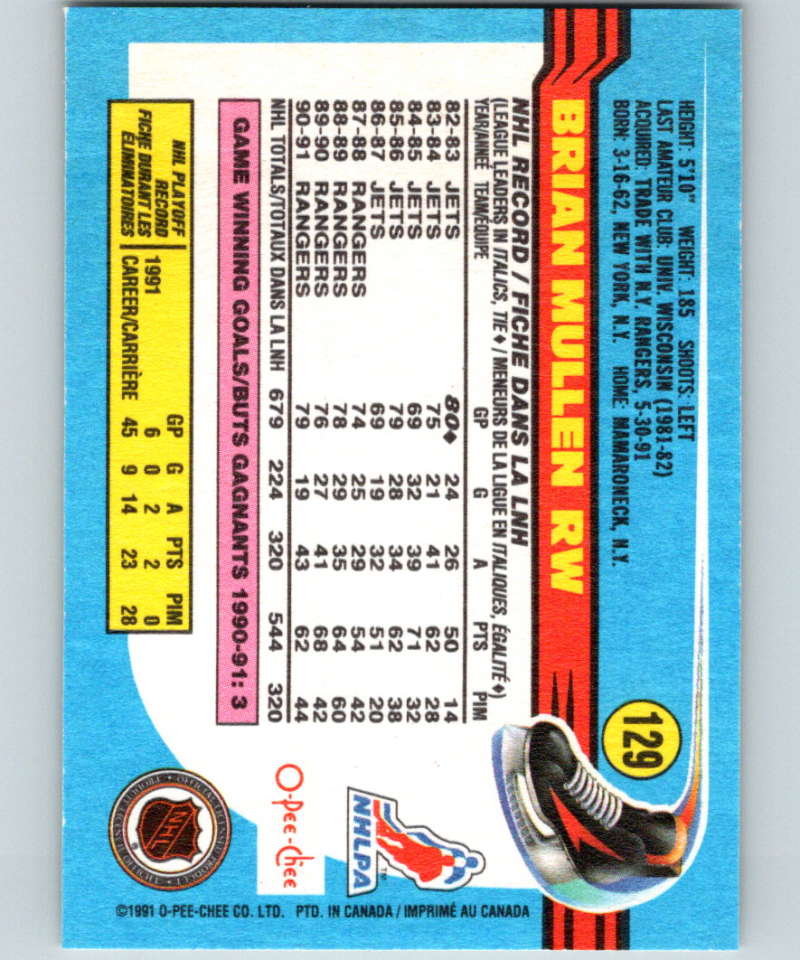 129
HEIGHT: 5'10" WEIGHT: 185 SHOOTS: LEFT
LAST AMATEUR CLUB: UNIV. WISCONSIN (1981-82)
ACQUIRED: TRADE WITH N.Y. RANGERS, 5-30-91
BORN: 3-16-62, NEW YORK, N.Y. HOME: MAMARONECK, N.Y.
BRIAN MULLEN RW
NHL RECORD / FICHE DANS LA LNH
(LEAGUE LEADERS IN ITALICS, TIE ♦ / MENEURS DE LA LIGUE EN ITALIQUES, ÉGALITÉ ♦)
YEAR/ANNÉE TEAM/EQUIPE GP G A PTS PIM
82-83 JETS 80♦ 24 26 50 14
83-84 JETS 75 21 41 62 28
84-85 JETS 69 32 39 71 32
85-86 JETS 79 28 34 62 38
86-87 JETS 69 19 32 51 20
87-88 RANGERS 74 25 29 54 42
88-89 RANGERS 78 29 35 64 60
89-90 RANGERS 76 27 41 68 42
90-91 RANGERS 79 19 43 62 44
NHL TOTALS/TOTAUX DANS LA LNH 679 224 320 544 320
GAME WINNING GOALS/BUTS GAGNANTS 1990-91: 3
NHL PLAYOFF RECORD
FICHE DURANT LES ÉLIMINATOIRES
GP G A PTS PIM
1991 6 0 2 2 0
CAREER/CARRIÈRE 45 9 14 23 28
NHLPA
TM
O-Pee-Chee
NHL
©1991 O-PEE-CHEE CO. LTD. PTD. IN CANADA / IMPRIMÉ AU CANADA